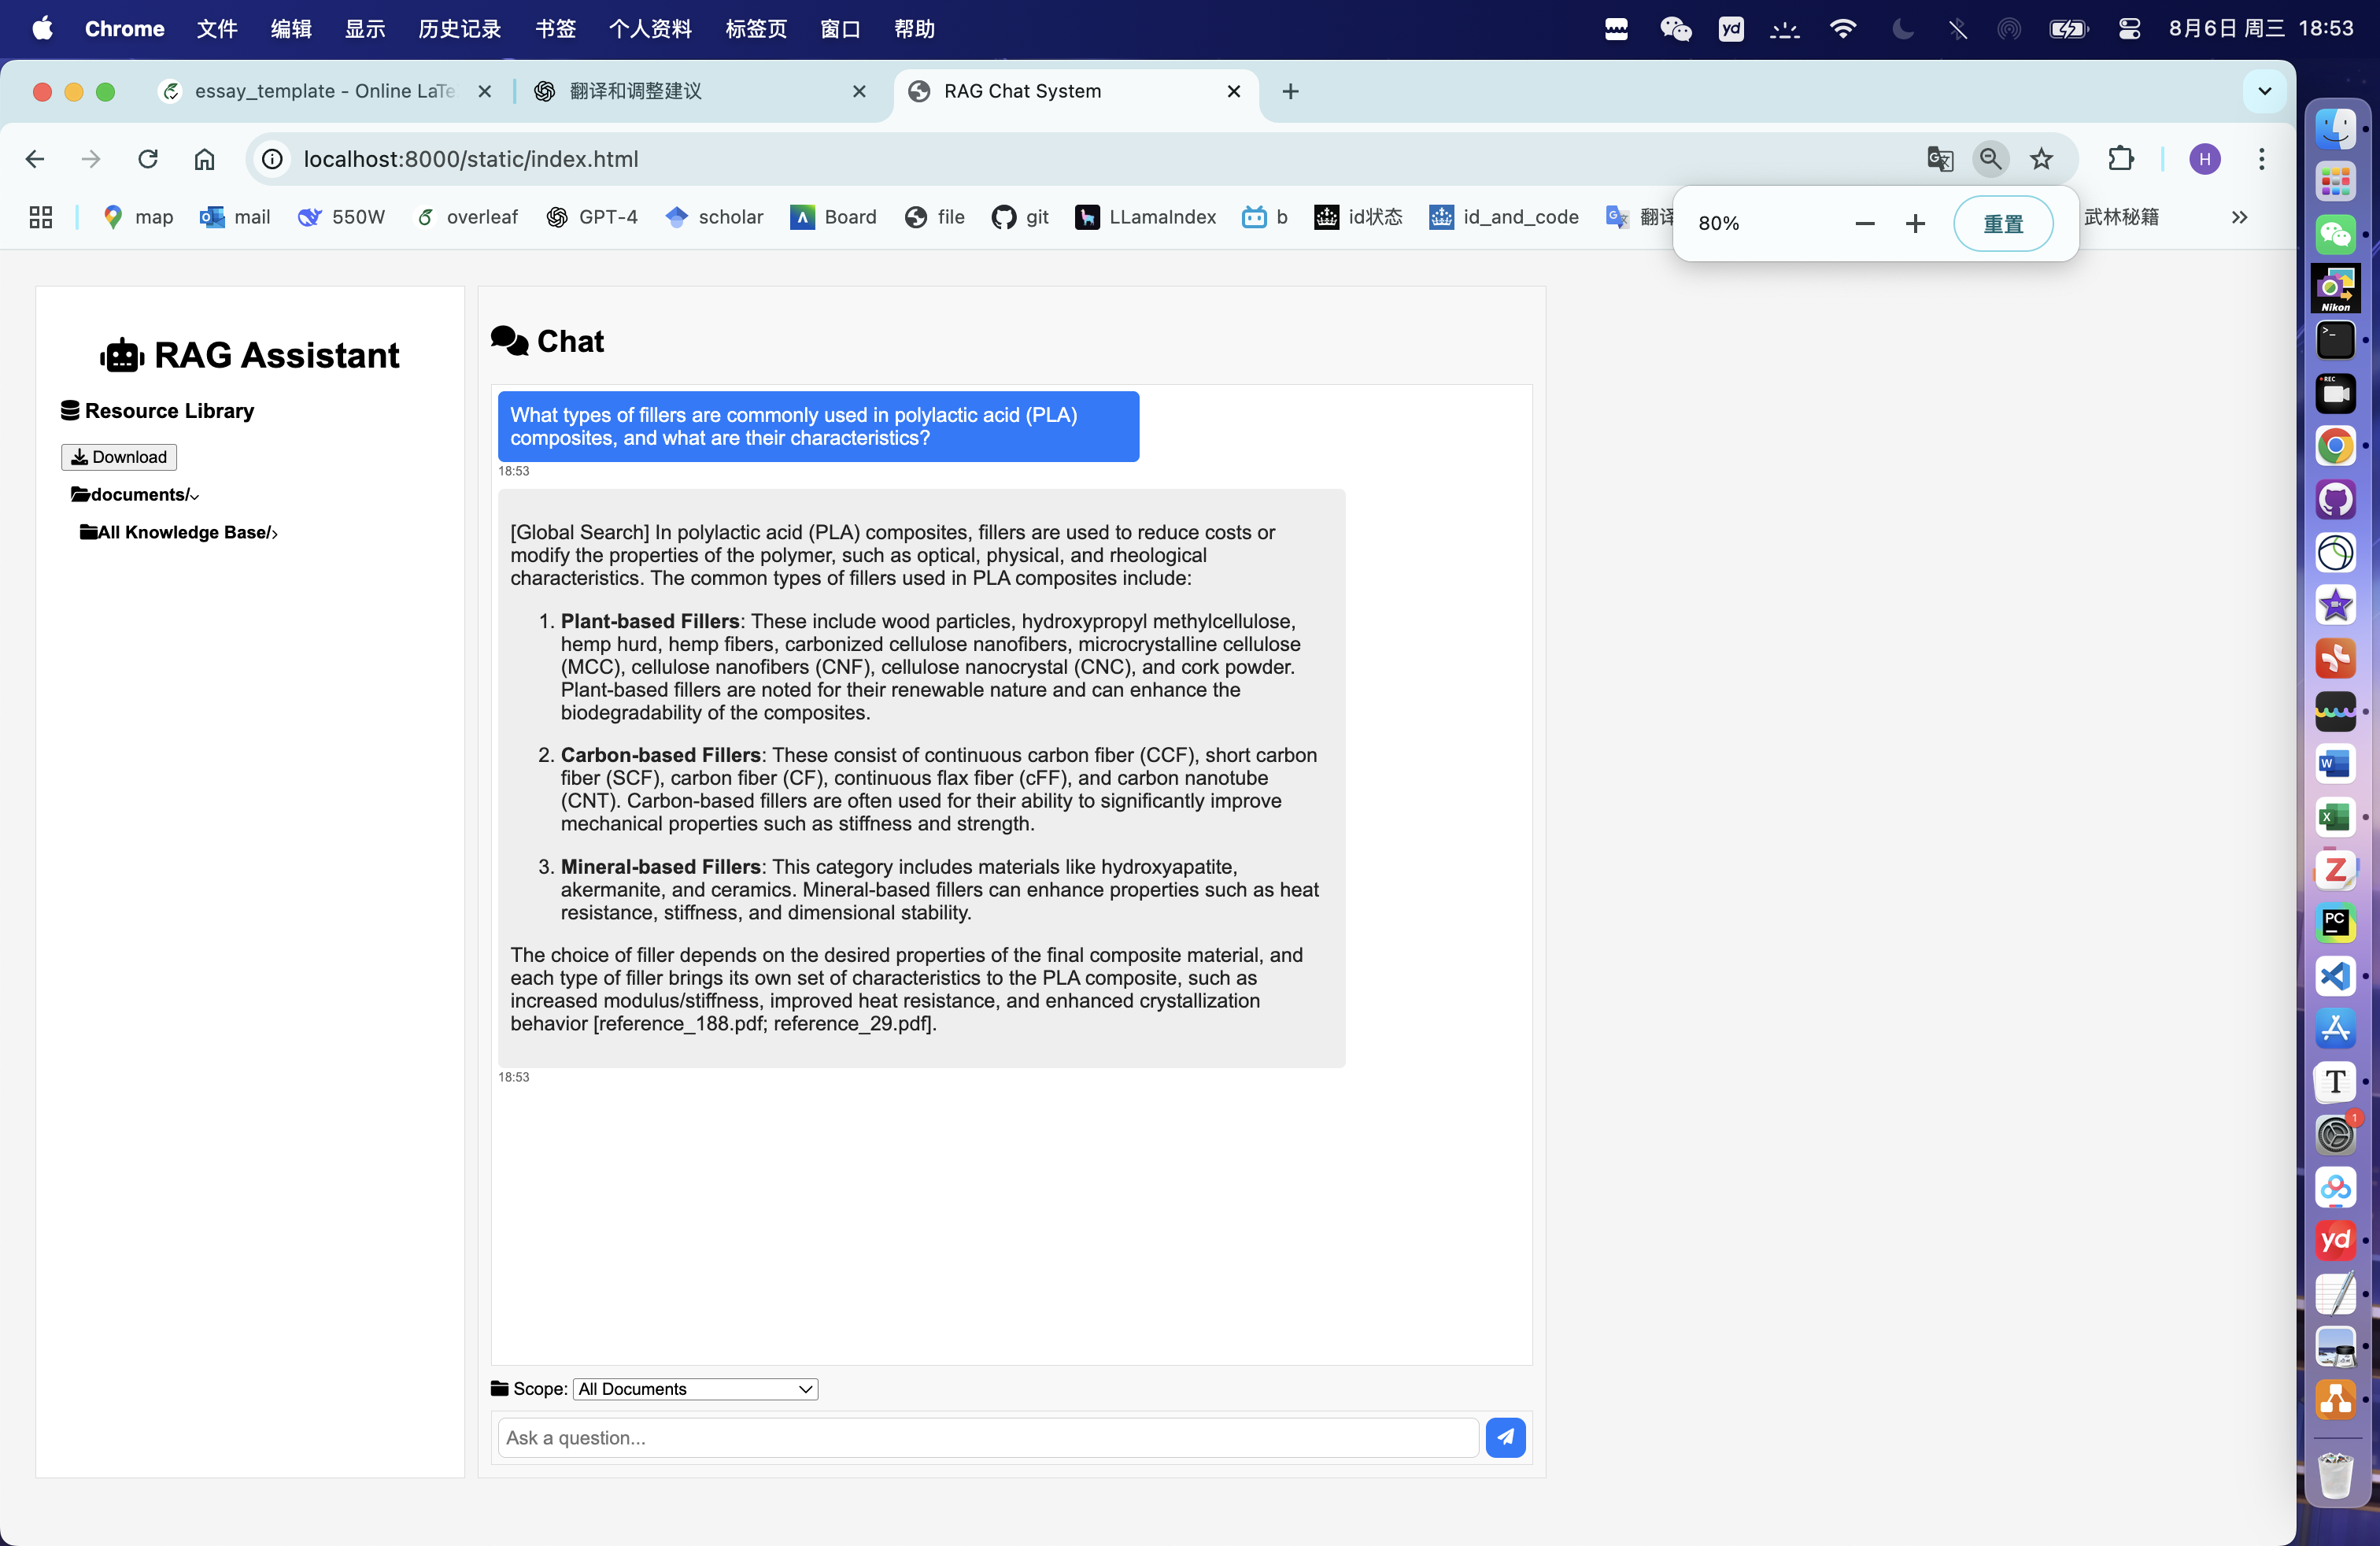 Chrome 文件 编辑 显示 历史记录 书签 个人资料 标签页 窗口 帮助 yd 8月6日 周三 18:53
essay_template - Online LaTe 翻译和调整建议 RAG Chat System
localhost:8000/static/index.html H
map mail 550W overleaf GPT-4 scholar Board file git LLamaIndex b id状态 id_and_code 翻译 武林秘籍
80% 重置
RAG Assistant
Resource Library
Download
documents/
All Knowledge Base/
Chat
What types of fillers are commonly used in polylactic acid (PLA)
composites, and what are their characteristics?
18:53
[Global Search] In polylactic acid (PLA) composites, fillers are used to reduce costs or
modify the properties of the polymer, such as optical, physical, and rheological
characteristics. The common types of fillers used in PLA composites include:
1. Plant-based Fillers: These include wood particles, hydroxypropyl methylcellulose,
hemp hurd, hemp fibers, carbonized cellulose nanofibers, microcrystalline cellulose
(MCC), cellulose nanofibers (CNF), cellulose nanocrystal (CNC), and cork powder.
Plant-based fillers are noted for their renewable nature and can enhance the
biodegradability of the composites.
2. Carbon-based Fillers: These consist of continuous carbon fiber (CCF), short carbon
fiber (SCF), carbon fiber (CF), continuous flax fiber (cFF), and carbon nanotube
(CNT). Carbon-based fillers are often used for their ability to significantly improve
mechanical properties such as stiffness and strength.
3. Mineral-based Fillers: This category includes materials like hydroxyapatite,
akermanite, and ceramics. Mineral-based fillers can enhance properties such as heat
resistance, stiffness, and dimensional stability.
The choice of filler depends on the desired properties of the final composite material, and
each type of filler brings its own set of characteristics to the PLA composite, such as
increased modulus/stiffness, improved heat resistance, and enhanced crystallization
behavior [reference_188.pdf; reference_29.pdf].
18:53
Scope: All Documents
Ask a question...
Nikon
REC
W
X
Z
PC
T
1
yd